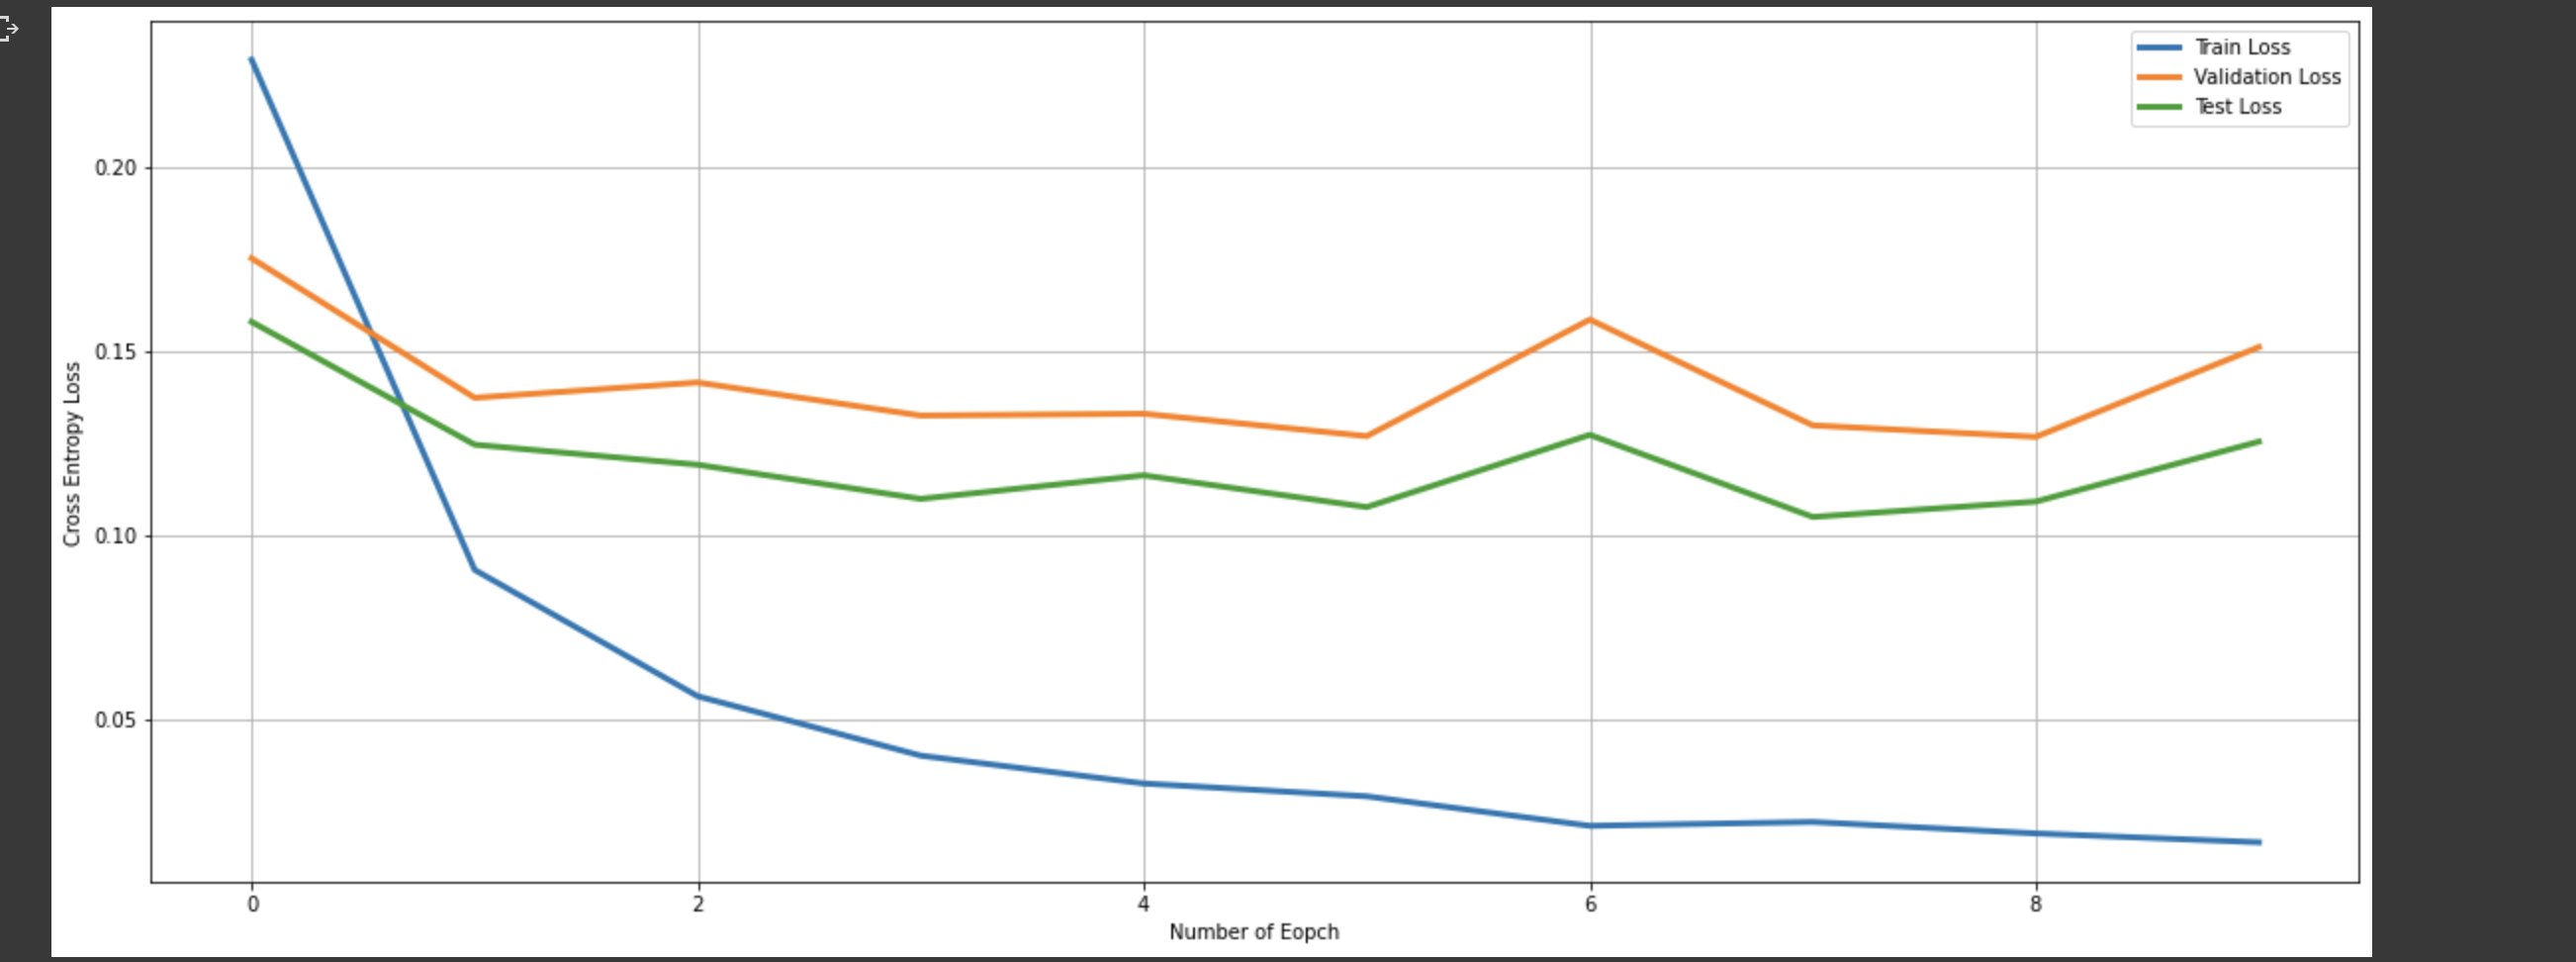 Train Loss
Validation Loss
Test Loss
0.20
0.15
0.10
0.05
Cross Entropy Loss
0 2 4 6 8
Number of Eopch